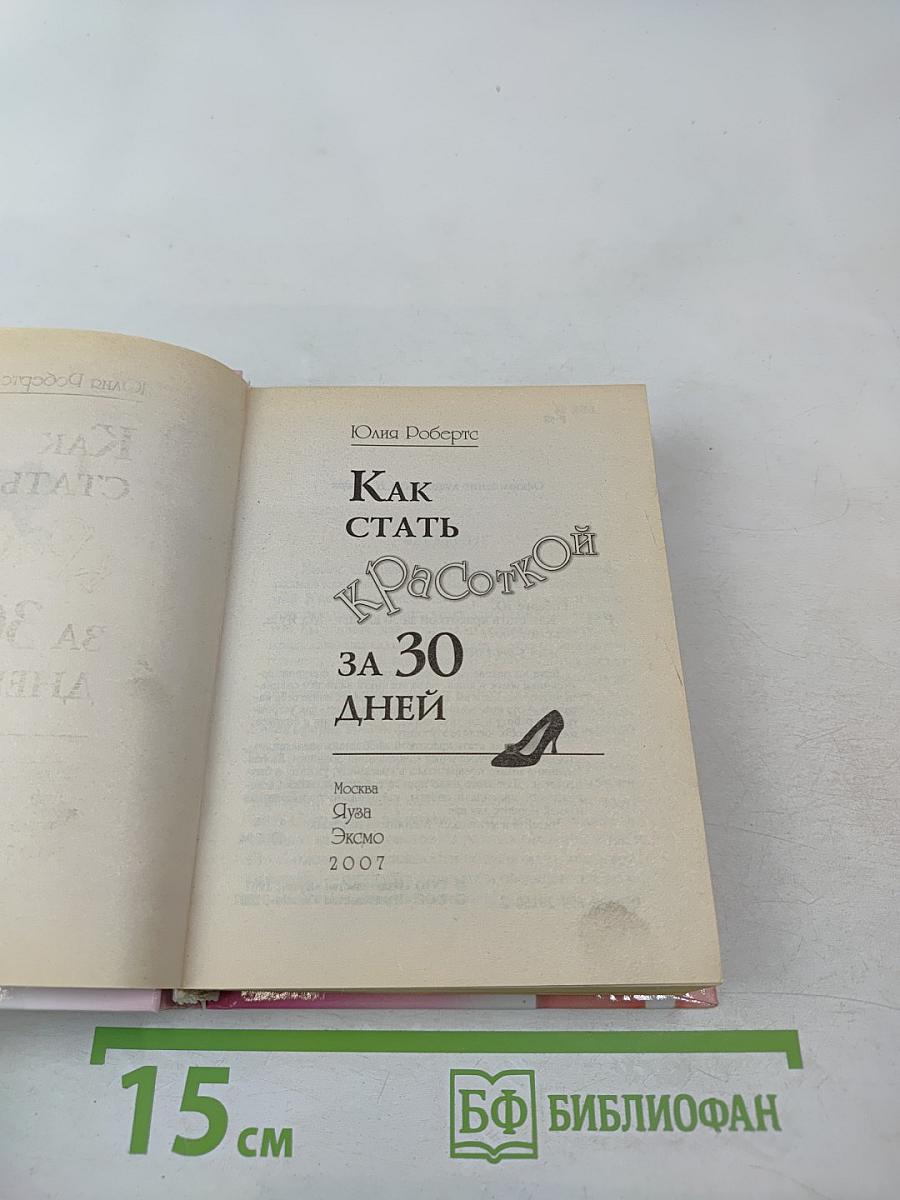 Юлия Робертс
Как
стать
красоткой
за 30
дней
Москва
Яуза
Эксмо
2007
15 см
БФ БИБЛИОФАН